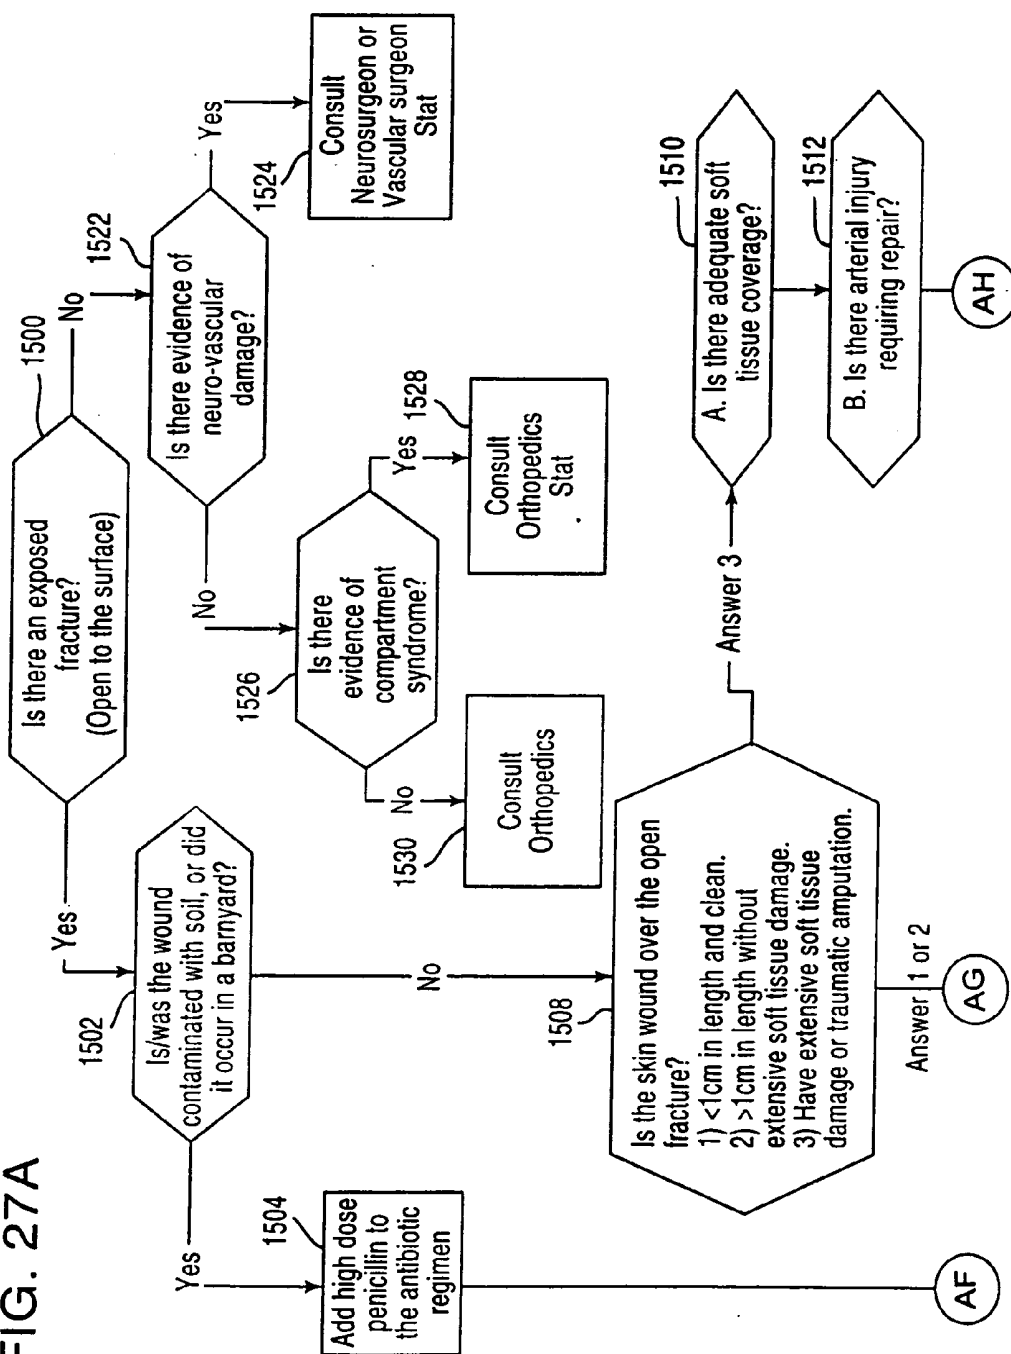 FIG. 27A
1500
Is there an exposed
fracture?
(Open to the surface)
Yes
No
1502
Is/was the wound
contaminated with soil, or did
it occur in a barnyard?
1522
Is there evidence of
neuro-vascular
damage?
Yes
1524
Consult
Neurosurgeon or
Vascular surgeon
Stat
No
1526
Is there
evidence of
compartment
syndrome?
Yes
1528
Consult
Orthopedics
Stat
No
1530
Consult
Orthopedics
Yes
1504
Add high dose
penicillin to
the antibiotic
regimen
No
1508
Is the skin wound over the open
fracture?
1) <1cm in length and clean.
2) >1cm in length without
extensive soft tissue damage.
3) Have extensive soft tissue
damage or traumatic amputation.
Answer 3
1510
A. Is there adequate soft
tissue coverage?
1512
B. Is there arterial injury
requiring repair?
Answer 1 or 2
AF
AG
AH